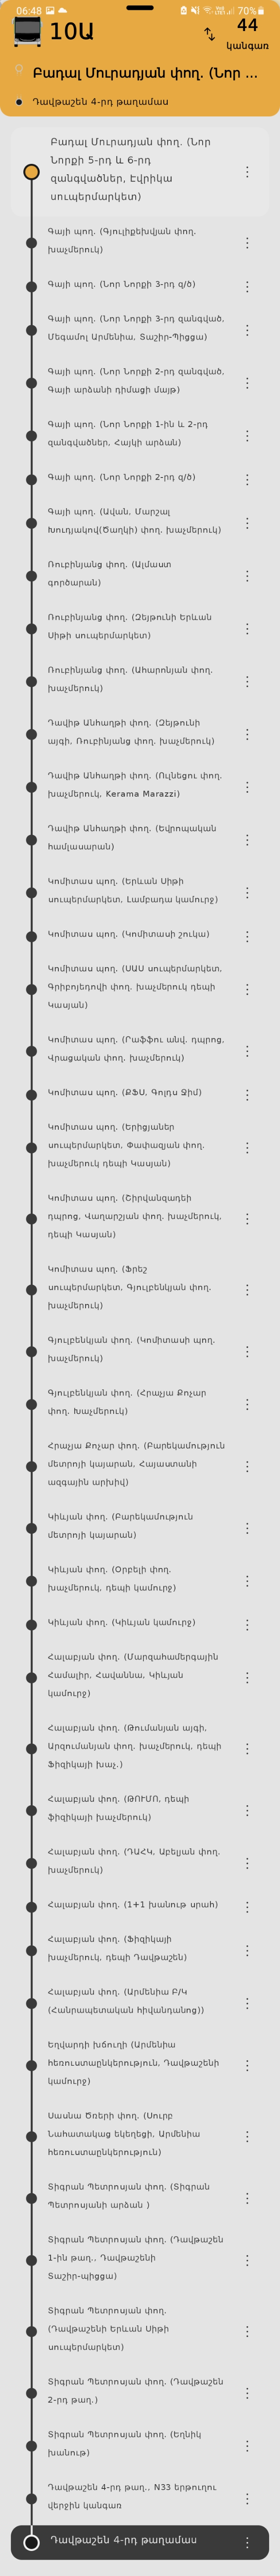 06:48 70%
10Ա
44
կանգառ
Բադալ Մուրադյան փող. (Նոր ...
Դավթաշեն 4-րդ թաղամաս
Բադալ Մուրադյան փող. (Նոր
Նորքի 5-րդ և 6-րդ
զանգվածներ, Էվրիկա
սուպերմարկետ)
Գայի պող. (Գյուլիքեխվյան փող.
խաչմերուկ)
Գայի պող. (Նոր Նորքի 3-րդ զ/ծ)
Գայի պող. (Նոր Նորքի 3-րդ զանգված,
Մեգամոլ Արմենիա, Տաշիր-Պիցցա)
Գայի պող. (Նոր Նորքի 2-րդ զանգված,
Գայի արձանի դիմացի մայթ)
Գայի պող. (Նոր Նորքի 1-ին և 2-րդ
զանգվածներ, Հայկի արձան)
Գայի պող. (Նոր Նորքի 2-րդ զ/ծ)
Գայի պող. (Ավան, Մարշալ
Խուդյակով(Ծաղկի) փող. խաչմերուկ)
Ռուբինյանց փող. (Ալմաստ
գործարան)
Ռուբինյանց փող. (Զեյթունի Երևան
Սիթի սուպերմարկետ)
Ռուբինյանց փող. (Ահարոնյան փող.
խաչմերուկ)
Դավիթ Անհաղթի փող. (Զեյթունի
այգի, Ռուբինյանց փող. խաչմերուկ)
Դավիթ Անհաղթի փող. (Ուլնեցու փող.
խաչմերուկ, Kerama Marazzi)
Դավիթ Անհաղթի փող. (Եվրոպական
համլասարան)
Կոմիտաս պող. (Երևան Սիթի
սուպերմարկետ, Լամբադա կամուրջ)
Կոմիտաս պող. (Կոմիտասի շուկա)
Կոմիտաս պող. (ՍԱՍ սուպերմարկետ,
Գրիբոյեդովի փող. խաչմերուկ դեպի
Կասյան)
Կոմիտաս պող. (Րաֆֆու անվ. դպրոց,
Վրացական փող. խաչմերուկ)
Կոմիտաս պող. (ՔՖՍ, Գոլդս Ջիմ)
Կոմիտաս պող. (Երիցյաներ
սուպերմարկետ, Փափազյան փող.
խաչմերուկ դեպի Կասյան)
Կոմիտաս պող. (Շիրվանզադեի
դպրոց, Վաղարշյան փող. խաչմերուկ,
դեպի Կասյան)
Կոմիտաս պող. (Ֆրեշ
սուպերմարկետ, Գյուլբենկյան փող.
խաչմերուկ)
Գյուլբենկյան փող. (Կոմիտասի պող.
խաչմերուկ)
Գյուլբենկյան փող. (Հրաչյա Քոչար
փող. Խաչմերուկ)
Հրաչյա Քոչար փող. (Բարեկամություն
մետրոյի կայարան, Հայաստանի
ազգային արխիվ)
Կիևյան փող. (Բարեկամություն
մետրոյի կայարան)
Կիևյան փող. (Օրբելի փող.
խաչմերուկ, դեպի կամուրջ)
Կիևյան փող. (Կիևյան կամուրջ)
Հալաբյան փող. (Մարզահամերգային
Համալիր, Հավաննա, Կիևյան
կամուրջ)
Հալաբյան փող. (Թումանյան այգի,
Արզումանյան փող. խաչմերուկ, դեպի
Ֆիզիկայի խաչ.)
Հալաբյան փող. (ԹՈՒՄՈ, դեպի
ֆիզիկայի խաչմերուկ)
Հալաբյան փող. (ԴԱՀԿ, Աբելյան փող.
խաչմերուկ)
Հալաբյան փող. (1+1 խանութ սրահ)
Հալաբյան փող. (Ֆիզիկայի
խաչմերուկ, դեպի Դավթաշեն)
Հալաբյան փող. (Արմենիա Բ/Կ
(Հանրապետական հիվանդանոց))
Եղվարդի խճուղի (Արմենիա
հեռուստաընկերություն, Դավթաշենի
կամուրջ)
Սասնա Ծռերի փող. (Սուրբ
Նահատակաց եկեղեցի, Արմենիա
հեռուստաընկերություն)
Տիգրան Պետրոսյան փող. (Տիգրան
Պետրոսյանի արձան )
Տիգրան Պետրոսյան փող. (Դավթաշեն
1-ին թաղ., Դավթաշենի
Տաշիր-պիցցա)
Տիգրան Պետրոսյան փող.
(Դավթաշենի Երևան Սիթի
սուպերմարկետ)
Տիգրան Պետրոսյան փող. (Դավթաշեն
2-րդ թաղ.)
Տիգրան Պետրոսյան փող. (Եղնիկ
խանութ)
Դավթաշեն 4-րդ թաղ., N33 երթուղու
վերջին կանգառ
Դավթաշեն 4-րդ թաղամաս